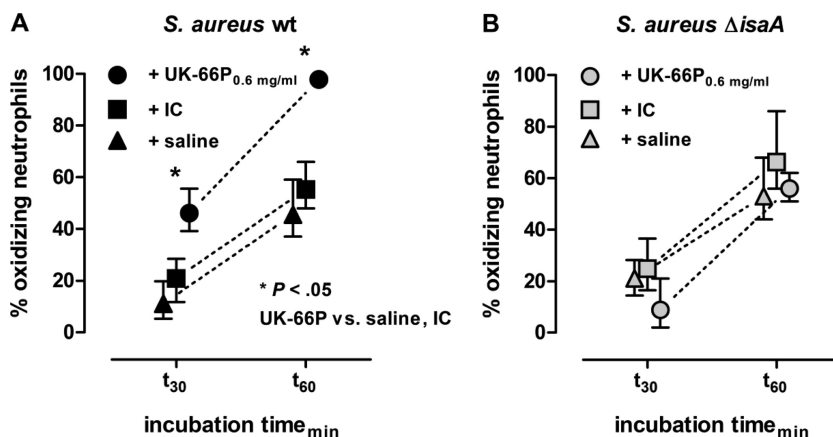 A
S. aureus wt
% oxidizing neutrophils
100
80
60
40
20
0
+ UK-66P0.6 mg/ml
+ IC
+ saline
*
*
* P < .05
UK-66P vs. saline, IC
t30
t60
incubation timemin
B
S. aureus ΔisaA
% oxidizing neutrophils
100
80
60
40
20
0
+ UK-66P0.6 mg/ml
+ IC
+ saline
t30
t60
incubation timemin